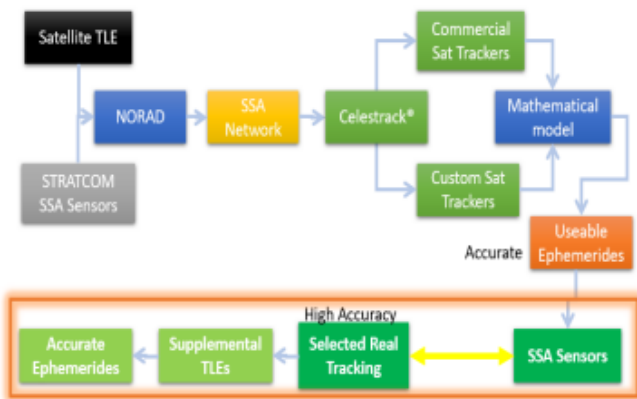 Satellite TLE
STRATCOM
SSA Sensors
NORAD
SSA
Network
Celestrack®
Commercial
Sat Trackers
Custom Sat
Trackers
Mathematical
model
Accurate
Useable
Ephemerides
High Accuracy
Accurate
Ephemerides
Supplemental
TLEs
Selected Real
Tracking
SSA Sensors